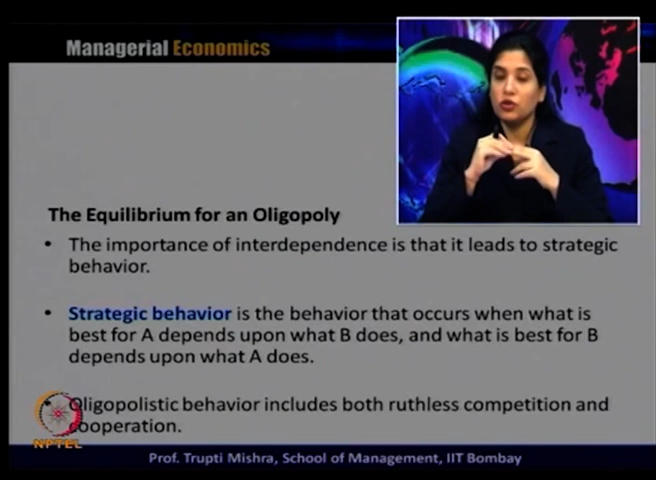 Managerial Economics
The Equilibrium for an Oligopoly
• The importance of interdependence is that it leads to strategic
behavior.
• Strategic behavior is the behavior that occurs when what is
best for A depends upon what B does, and what is best for B
depends upon what A does.
• Oligopolistic behavior includes both ruthless competition and
cooperation.
NPTEL
Prof. Trupti Mishra, School of Management, IIT Bombay